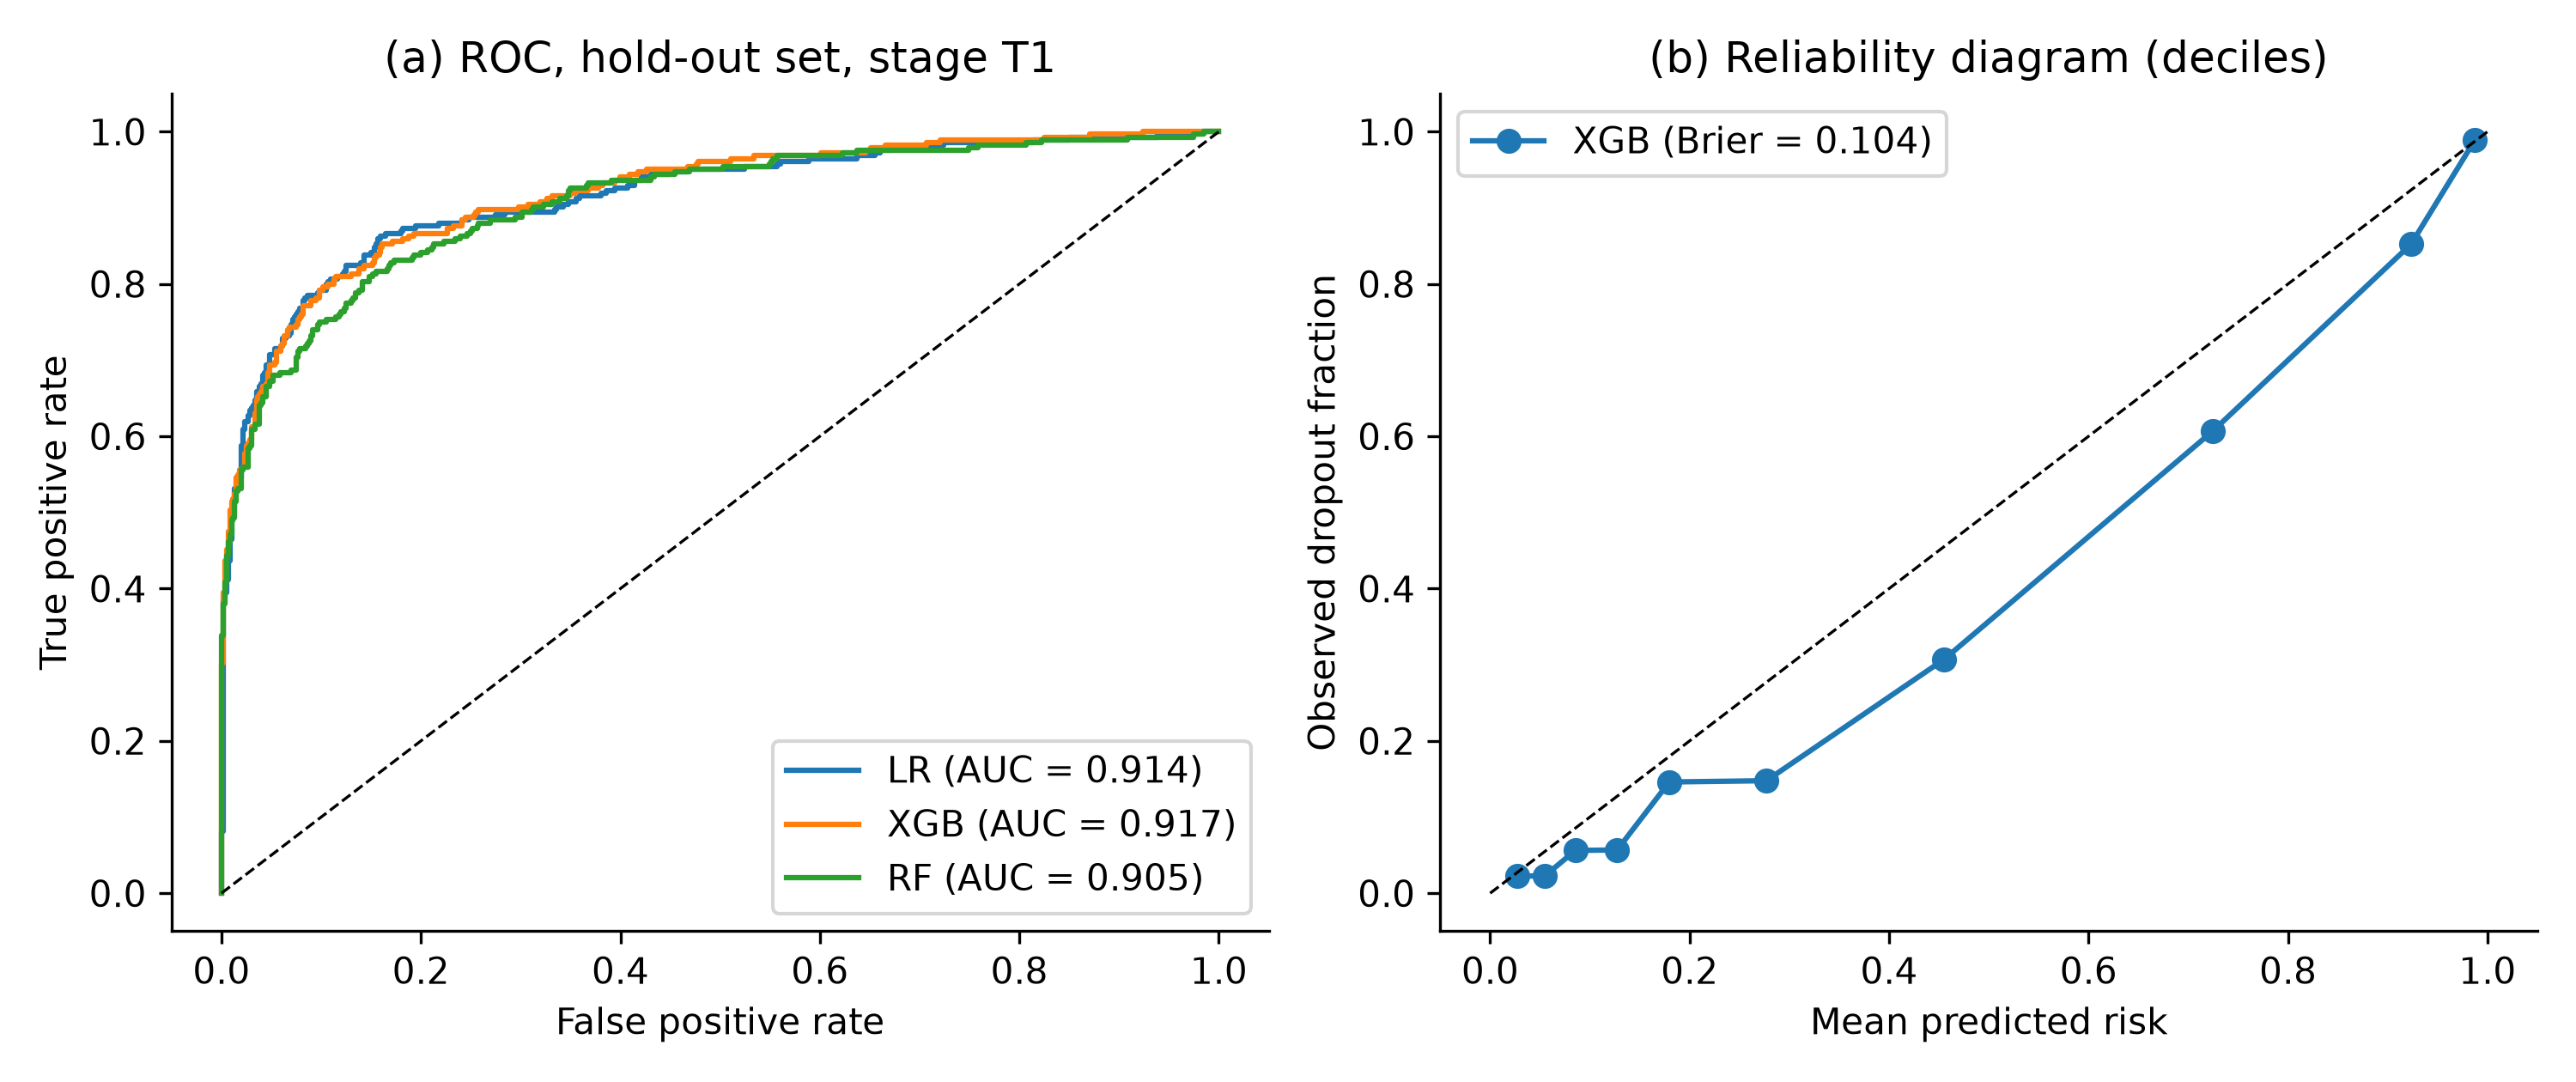 (a) ROC, hold-out set, stage T1
True positive rate
1.0
0.8
0.6
0.4
0.2
0.0
0.0 0.2 0.4 0.6 0.8 1.0
False positive rate
LR (AUC = 0.914)
XGB (AUC = 0.917)
RF (AUC = 0.905)
(b) Reliability diagram (deciles)
XGB (Brier = 0.104)
Observed dropout fraction
1.0
0.8
0.6
0.4
0.2
0.0
0.0 0.2 0.4 0.6 0.8 1.0
Mean predicted risk